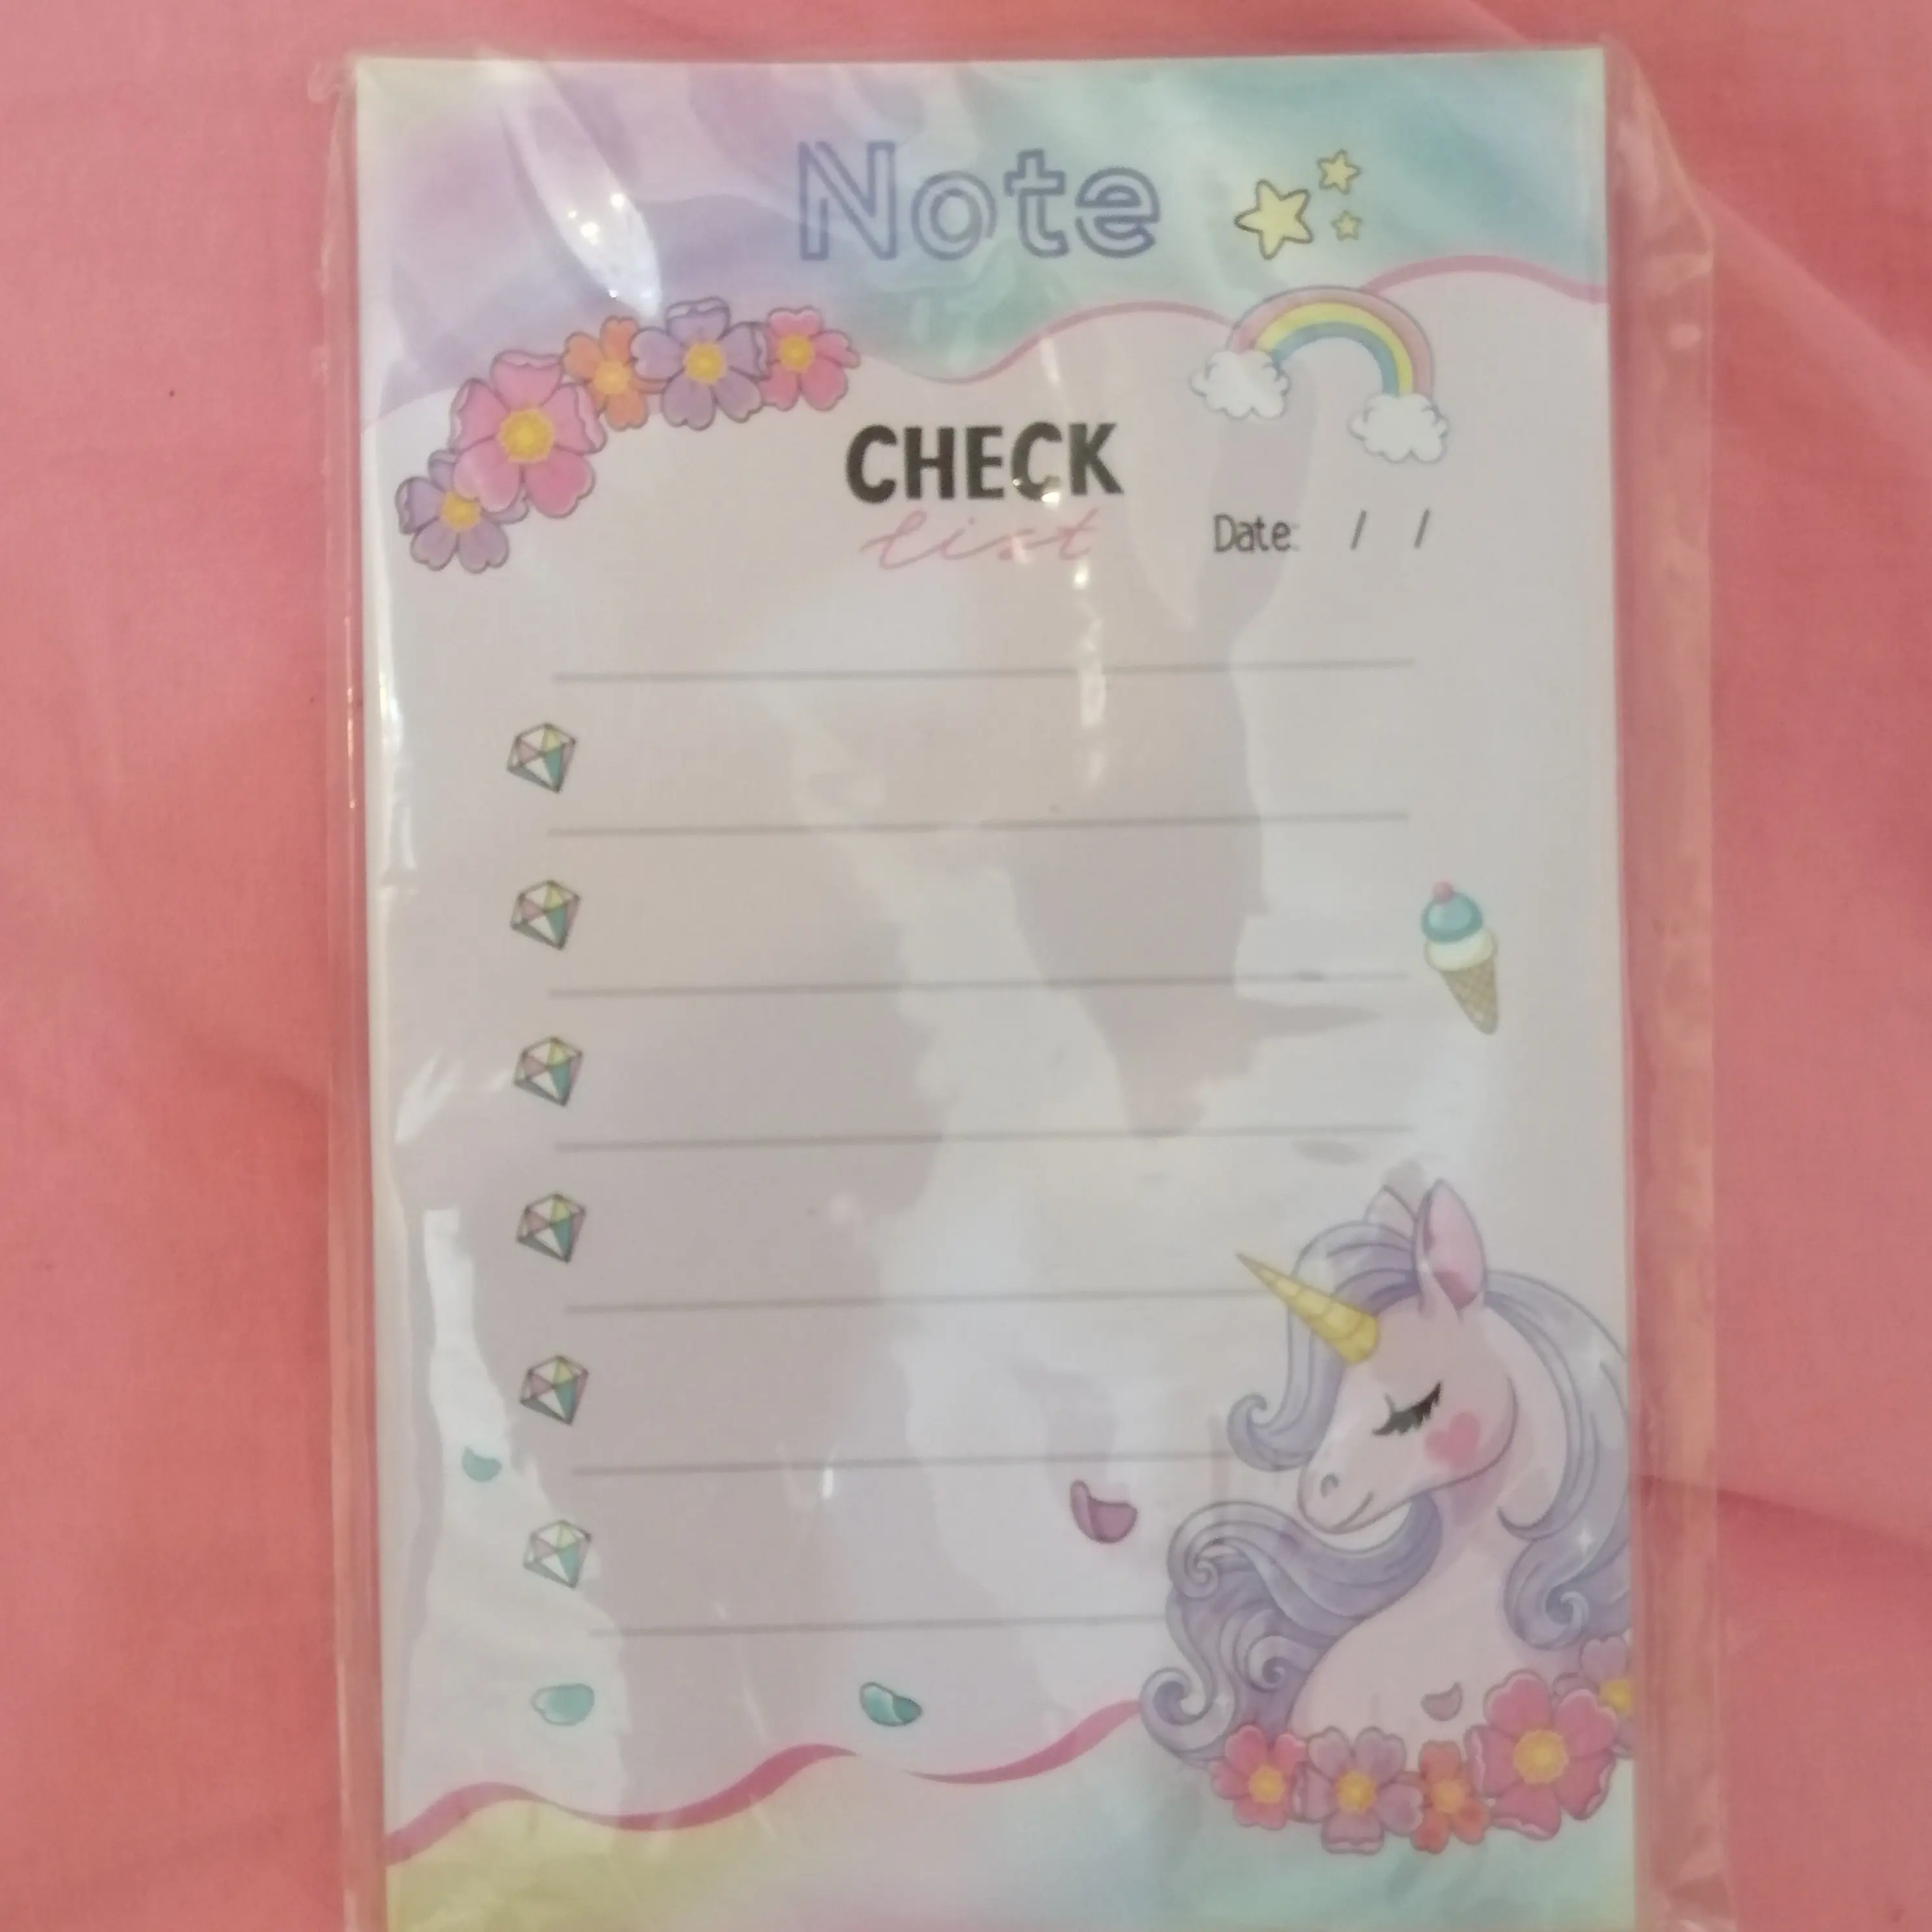 Note
CHECK
list
Date: / /